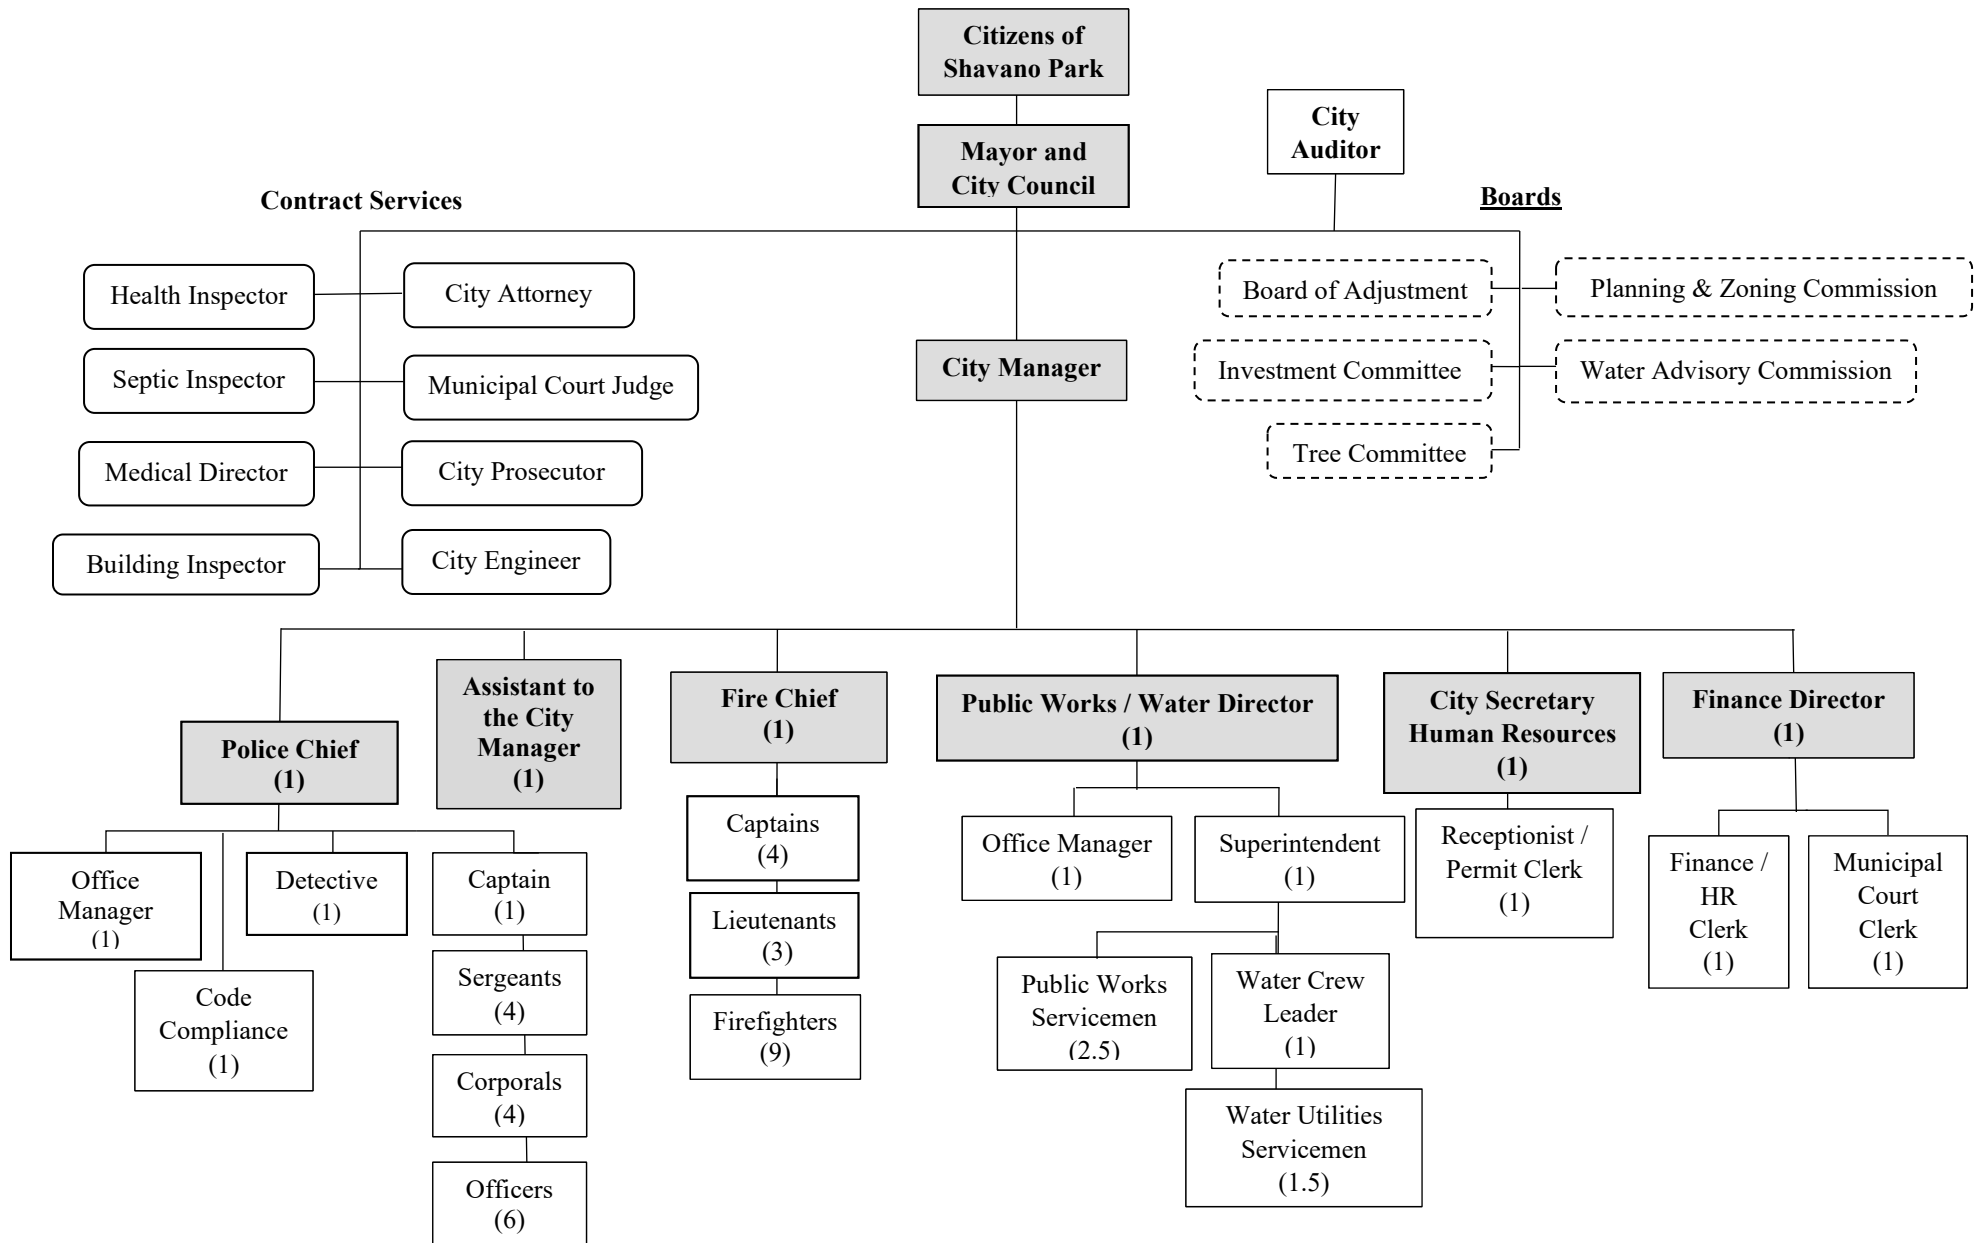 Citizens of
Shavano Park
Mayor and
City Council
City
Auditor
Contract Services
Boards
Health Inspector
City Attorney
Septic Inspector
Municipal Court Judge
Medical Director
City Prosecutor
Building Inspector
City Engineer
Board of Adjustment
Planning & Zoning Commission
Investment Committee
Water Advisory Commission
Tree Committee
City Manager
Police Chief
(1)
Office
Manager
(1)
Code
Compliance
(1)
Detective
(1)
Captain
(1)
Sergeants
(4)
Corporals
(4)
Officers
(6)
Assistant to
the City
Manager
(1)
Fire Chief
(1)
Captains
(4)
Lieutenants
(3)
Firefighters
(9)
Public Works / Water Director
(1)
Office Manager
(1)
Superintendent
(1)
Public Works
Servicemen
(2.5)
Water Crew
Leader
(1)
Water Utilities
Servicemen
(1.5)
City Secretary
Human Resources
(1)
Receptionist /
Permit Clerk
(1)
Finance Director
(1)
Finance /
HR
Clerk
(1)
Municipal
Court
Clerk
(1)